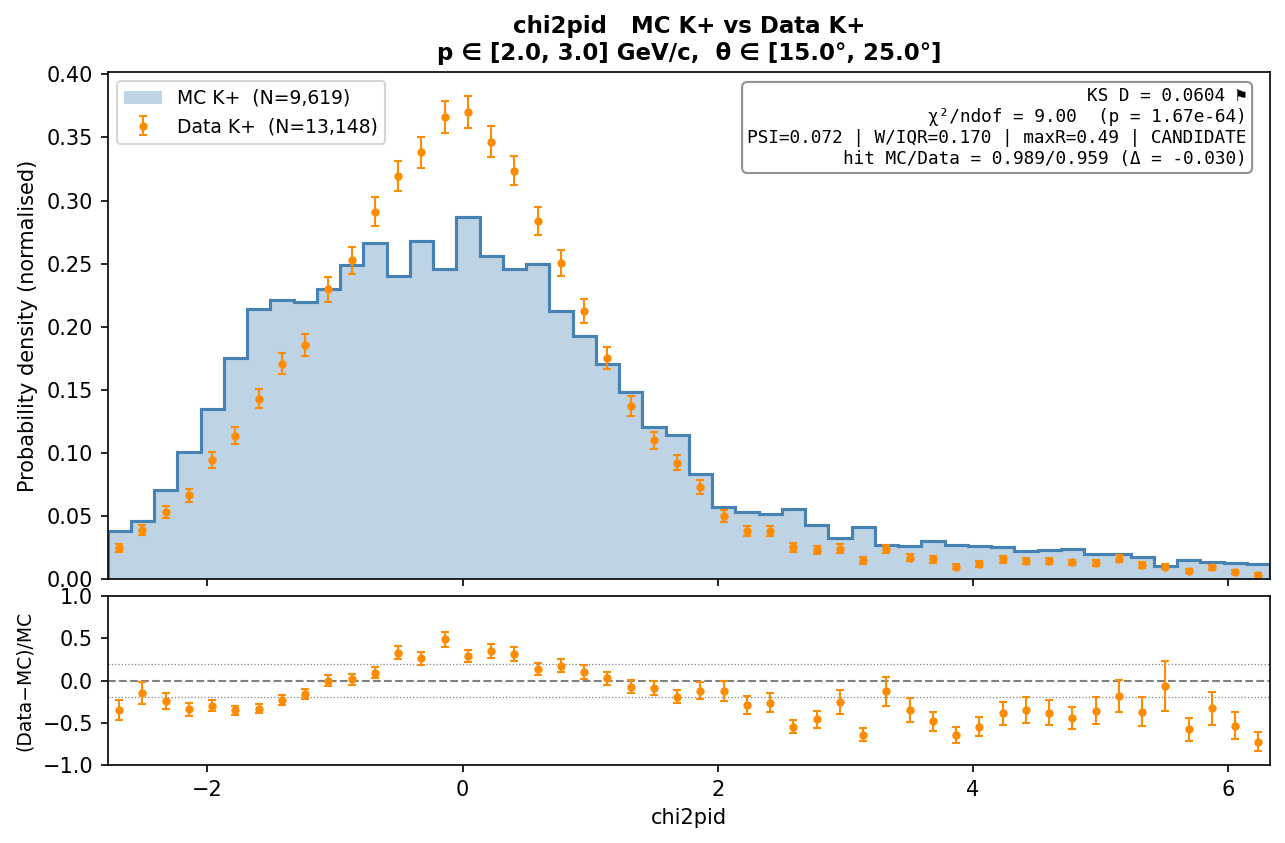 chi2pid   MC K+ vs Data K+
p ∈ [2.0, 3.0] GeV/c,  θ ∈ [15.0°, 25.0°]
MC K+  (N=9,619)
Data K+  (N=13,148)
KS D = 0.0604 ⚑
χ²/ndof = 9.00  (p = 1.67e-64)
PSI=0.072 | W/IQR=0.170 | maxR=0.49 | CANDIDATE
hit MC/Data = 0.989/0.959 (Δ = -0.030)
Probability density (normalised)
0.40
0.35
0.30
0.25
0.20
0.15
0.10
0.05
0.00
(Data−MC)/MC
1.0
0.5
0.0
−0.5
−1.0
−2
0
2
4
6
chi2pid